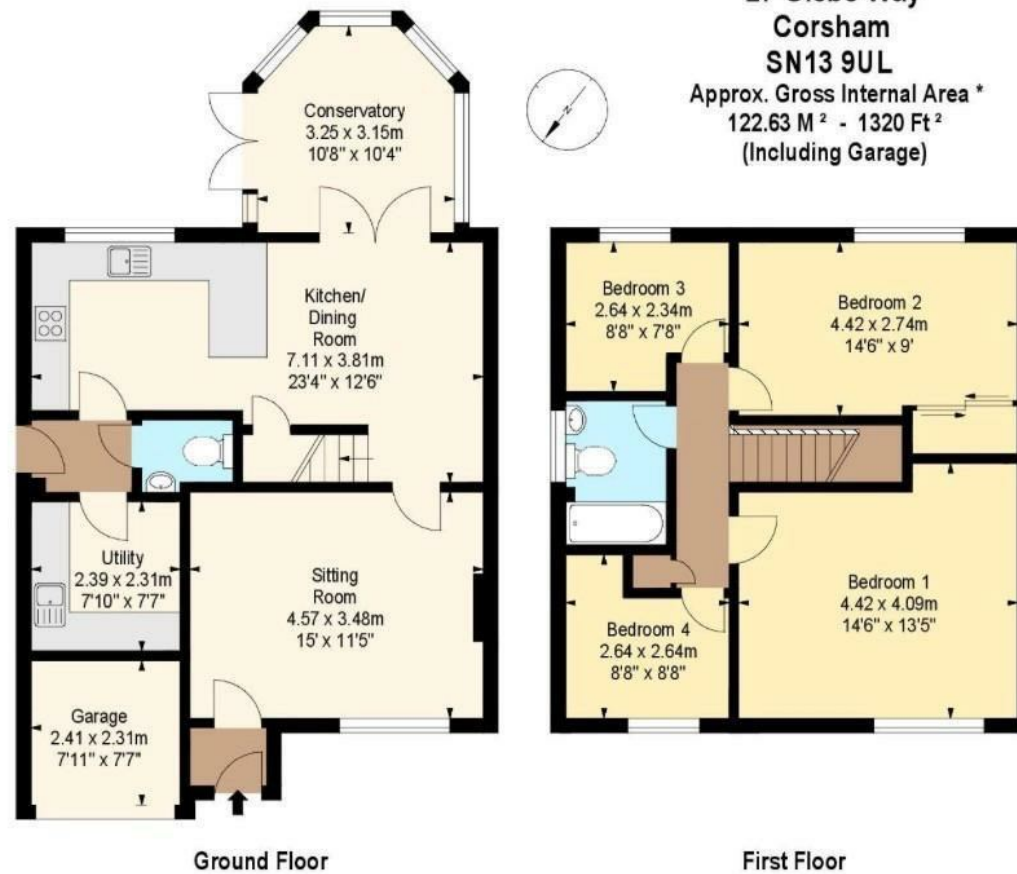 Corsham
SN13 9UL
Approx. Gross Internal Area *
122.63 M² - 1320 Ft²
(Including Garage)
N
Conservatory
3.25 x 3.15m
10'8" x 10'4"
Kitchen/
Dining
Room
7.11 x 3.81m
23'4" x 12'6"
Utility
2.39 x 2.31m
7'10" x 7'7"
Sitting
Room
4.57 x 3.48m
15' x 11'5"
Garage
2.41 x 2.31m
7'11" x 7'7"
Ground Floor
Bedroom 3
2.64 x 2.34m
8'8" x 7'8"
Bedroom 2
4.42 x 2.74m
14'6" x 9'
Bedroom 1
4.42 x 4.09m
14'6" x 13'5"
Bedroom 4
2.64 x 2.64m
8'8" x 8'8"
First Floor